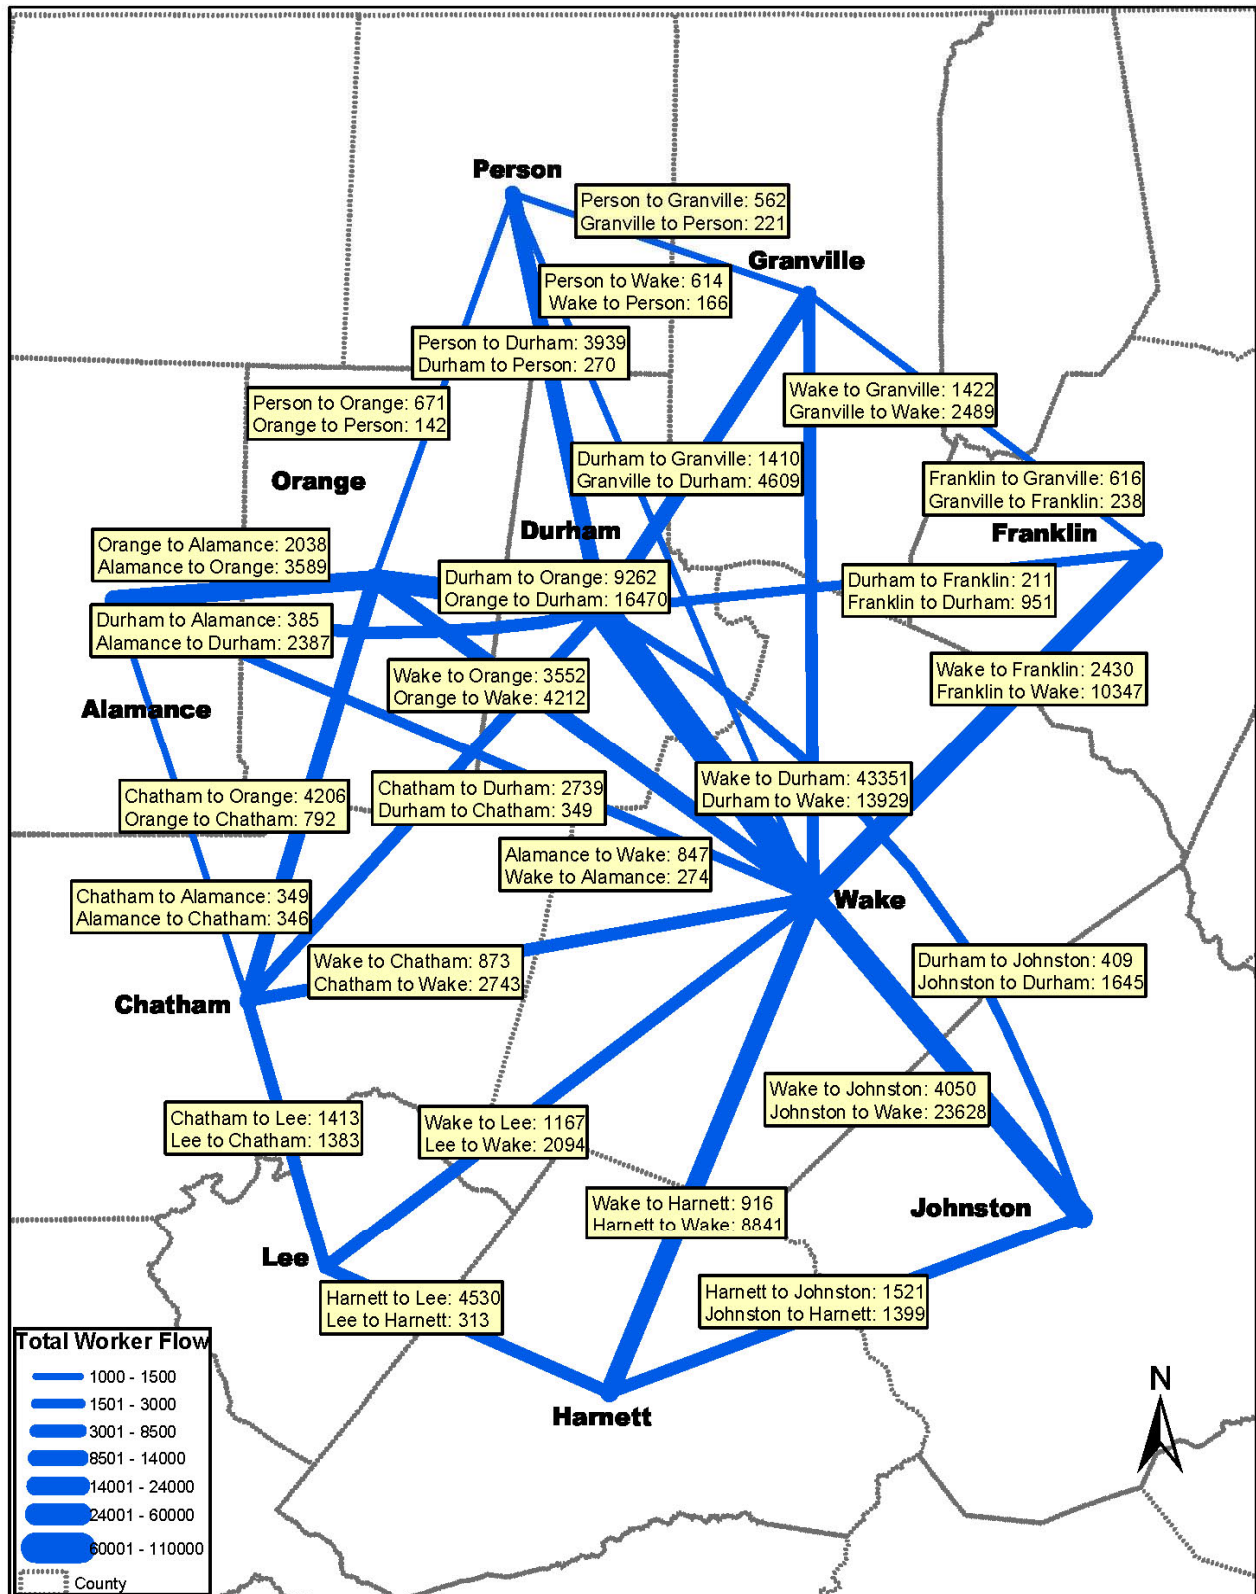 Person
Person to Granville: 562
Granville to Person: 221
Granville
Person to Wake: 614
Wake to Person: 166
Person to Durham: 3939
Durham to Person: 270
Wake to Granville: 1422
Granville to Wake: 2489
Person to Orange: 671
Orange to Person: 142
Orange
Durham to Granville: 1410
Granville to Durham: 4609
Franklin to Granville: 616
Granville to Franklin: 238
Durham
Franklin
Orange to Alamance: 2038
Alamance to Orange: 3589
Durham to Orange: 9262
Orange to Durham: 16470
Durham to Franklin: 211
Franklin to Durham: 951
Durham to Alamance: 385
Alamance to Durham: 2387
Wake to Orange: 3552
Orange to Wake: 4212
Wake to Franklin: 2430
Franklin to Wake: 10347
Alamance
Chatham to Orange: 4206
Orange to Chatham: 792
Chatham to Durham: 2739
Durham to Chatham: 349
Wake to Durham: 43351
Durham to Wake: 13929
Alamance to Wake: 847
Wake to Alamance: 274
Chatham to Alamance: 349
Alamance to Chatham: 346
Wake
Wake to Chatham: 873
Chatham to Wake: 2743
Durham to Johnston: 409
Johnston to Durham: 1645
Chatham
Wake to Johnston: 4050
Johnston to Wake: 23628
Chatham to Lee: 1413
Lee to Chatham: 1383
Wake to Lee: 1167
Lee to Wake: 2094
Wake to Harnett: 916
Harnett to Wake: 8841
Johnston
Lee
Harnett to Lee: 4530
Lee to Harnett: 313
Harnett to Johnston: 1521
Johnston to Harnett: 1399
Harnett
N
Total Worker Flow
1000 - 1500
1501 - 3000
3001 - 8500
8501 - 14000
14001 - 24000
24001 - 60000
60001 - 110000
County